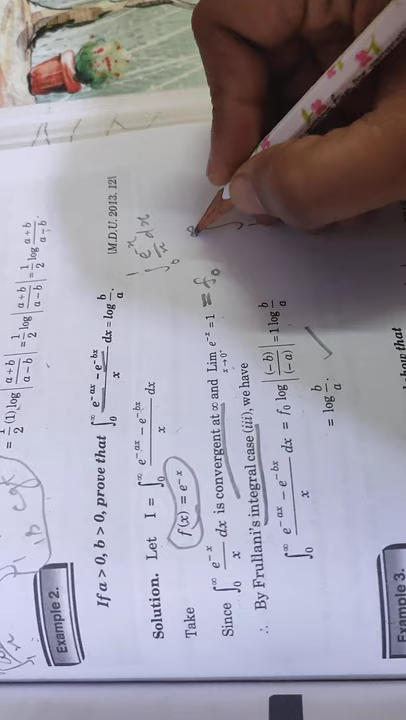 = 1/2 (1) log |(a+b)/(a−b)| = 1/2 log |(a+b)/(a−b)| = 1/2 log (a+b)/(a−b).
Example 2.
If a > 0, b > 0, prove that ∫₀^∞ (e^{−ax} − e^{−bx})/x dx = log b/a. [M.D.U. 2013, 12]
Solution. Let I = ∫₀^∞ (e^{−ax} − e^{−bx})/x dx
Take f(x) = e^{−x}
Since ∫₀^∞ e^{−x}/x dx is convergent at ∞ and Lim_{x→0⁺} e^{−x} = 1 = f₀
∴ By Frullani's integral case (iii), we have
∫₀^∞ (e^{−ax} − e^{−bx})/x dx = f₀ log |(−b)/(−a)| = 1 log b/a
= log b/a.
Example 3.